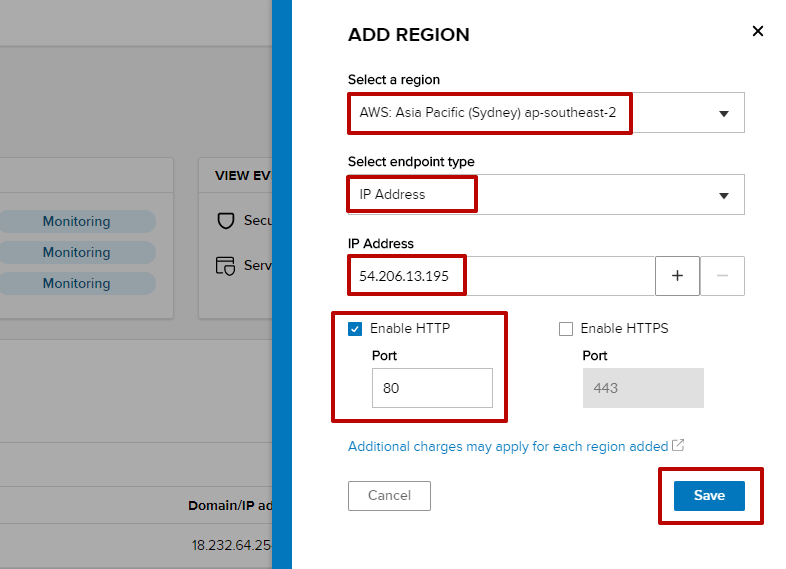 ADD REGION
Select a region
AWS: Asia Pacific (Sydney) ap-southeast-2
Select endpoint type
IP Address
IP Address
54.206.13.195
Enable HTTP
Enable HTTPS
Port
Port
80
443
Additional charges may apply for each region added
Cancel
Save
VIEW EV
Monitoring
Secu
Monitoring
Serv
Monitoring
Domain/IP ad
18.232.64.25